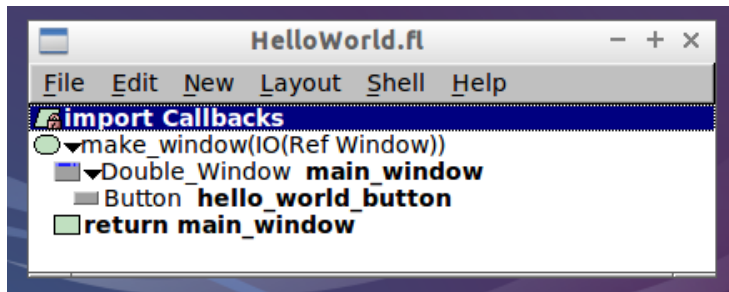 HelloWorld.fl
File Edit New Layout Shell Help
import Callbacks
make_window(IO(Ref Window))
Double_Window main_window
Button hello_world_button
return main_window